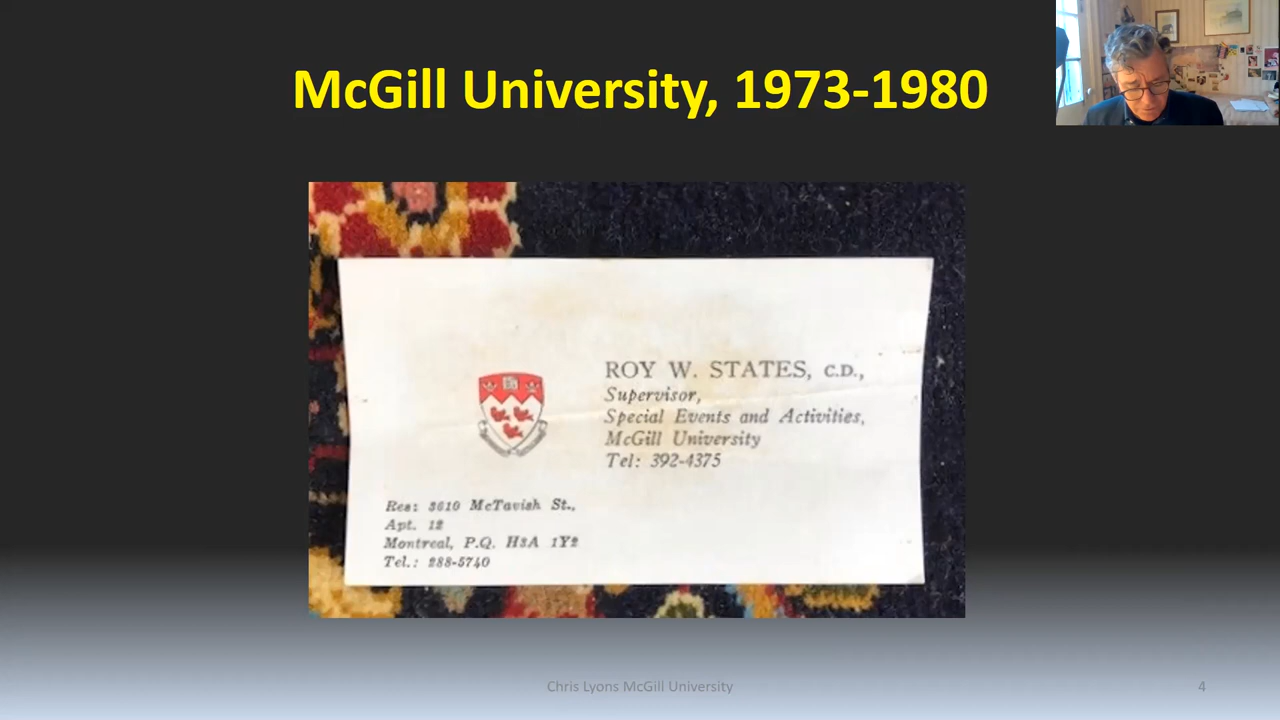 McGill University, 1973-1980
ROY W. STATES, C.D.,
Supervisor,
Special Events and Activities,
McGill University
Tel: 392-4375
Res: 3610 McTavish St.,
Apt. 12
Montreal, P.Q. H3A 1Y2
Tel.: 288-5740
Chris Lyons McGill University
4